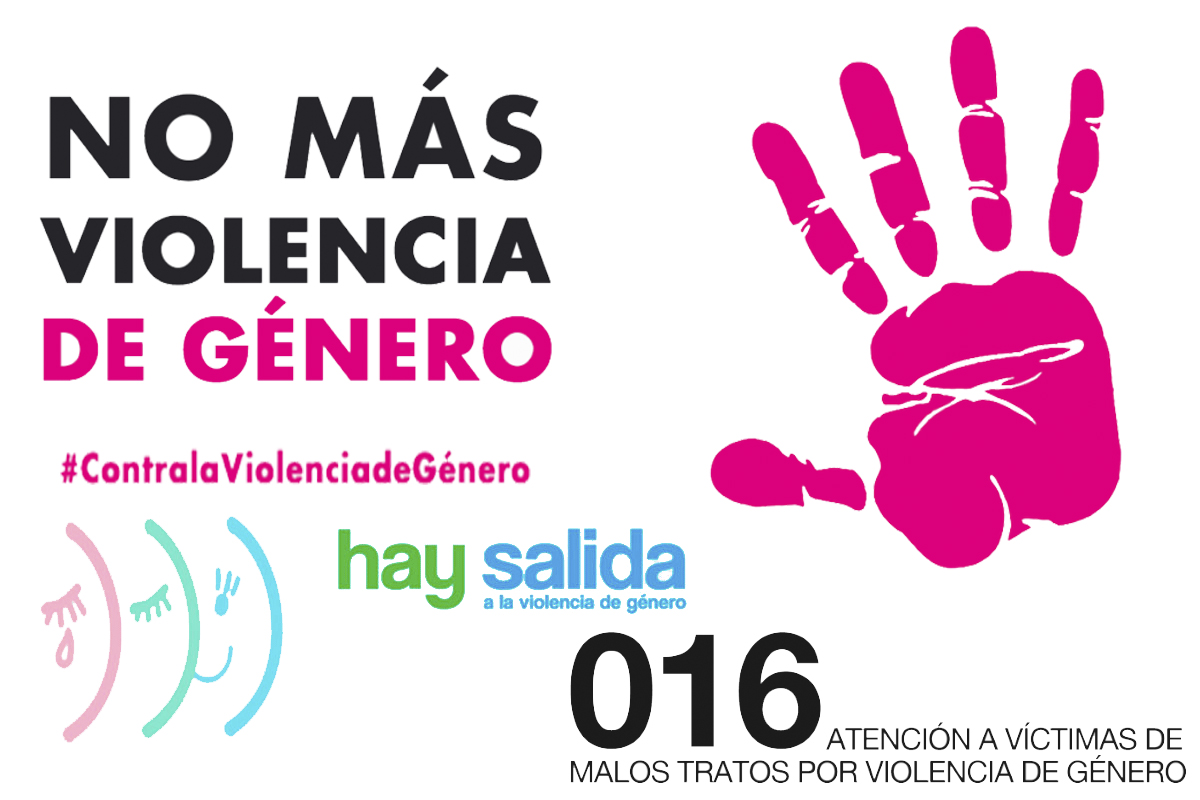 NO MÁS
VIOLENCIA
DE GÉNERO
#ContralaViolenciadeGénero
hay salida
a la violencia de género
016
ATENCIÓN A VÍCTIMAS DE
MALOS TRATOS POR VIOLENCIA DE GÉNERO